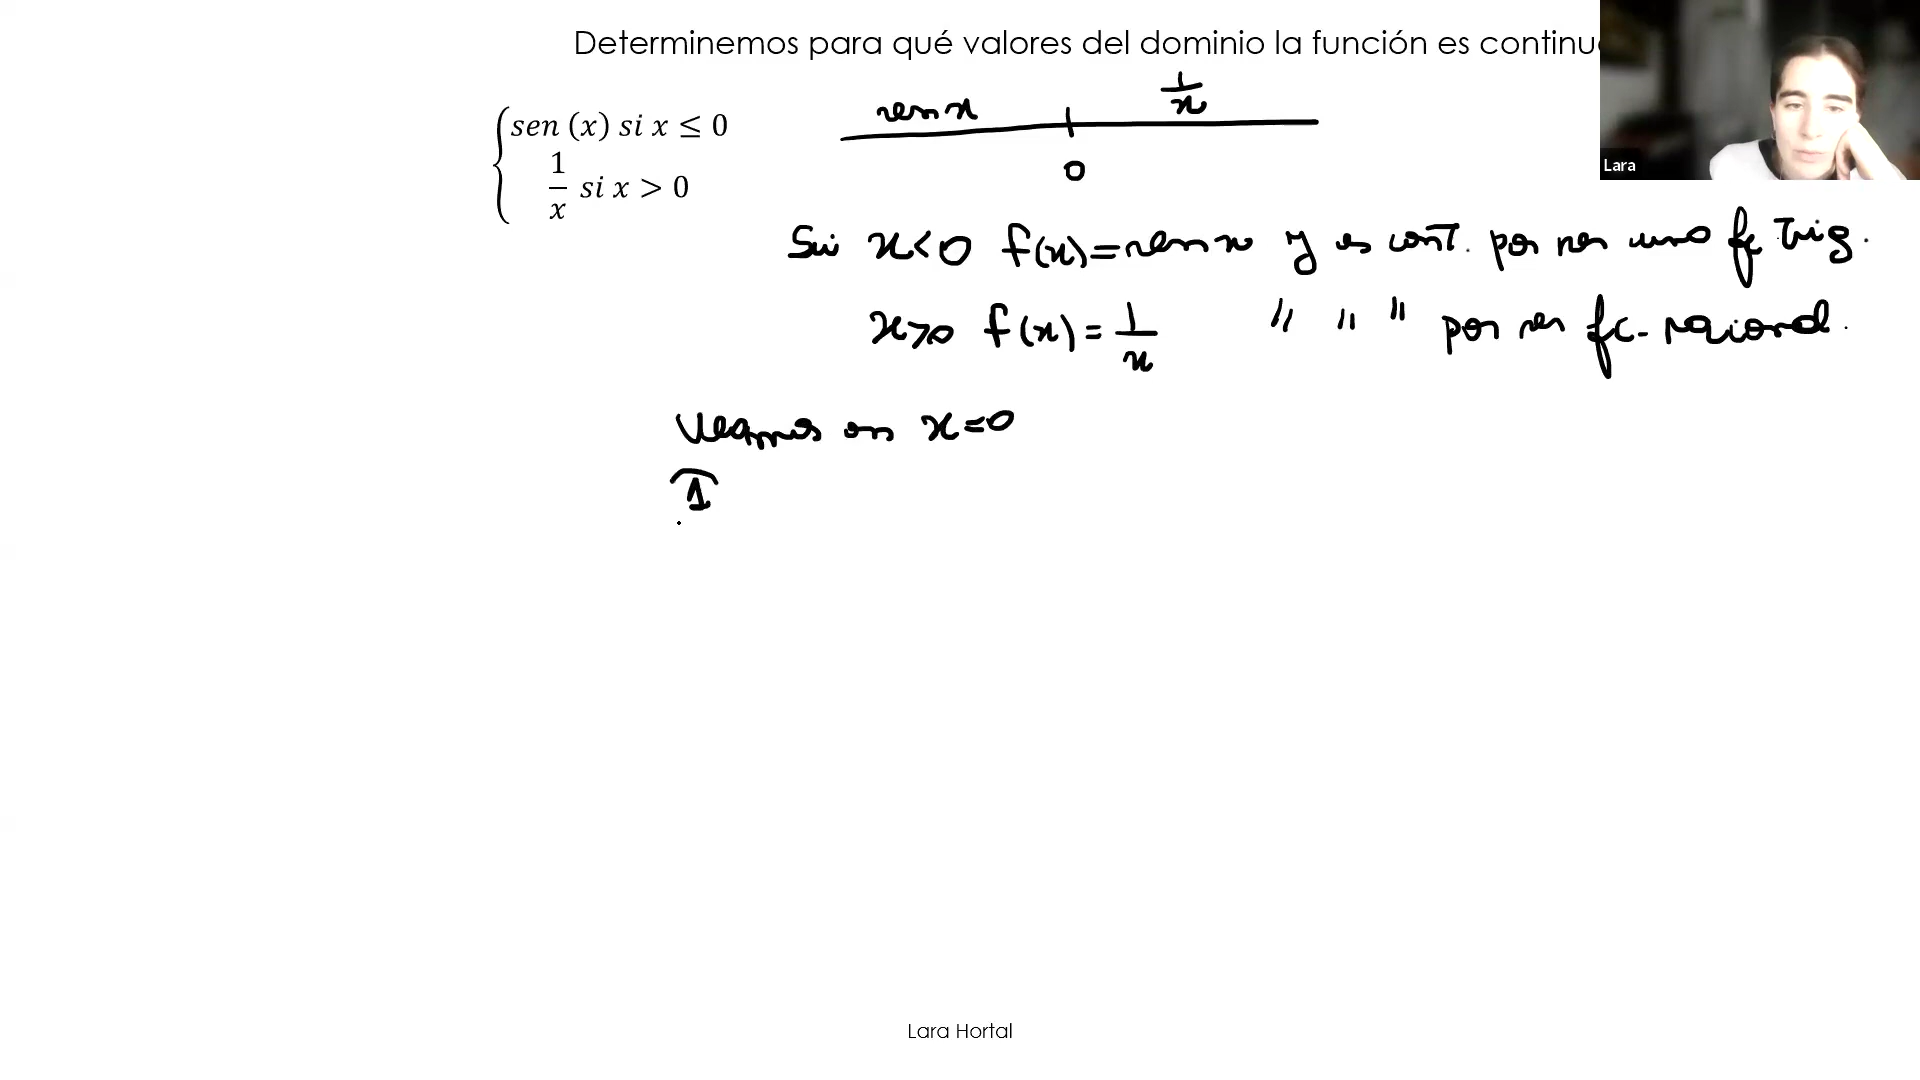 Determinemos para qué valores del dominio la función es continu
sen (x) si x ≤ 0
1/x si x > 0
sen x
1/x
0
Lara
Si x<0 f(x)=sen x y es cont. por ser una fc Trig.
x>0 f(x)=1/x " " " por ser fc. racional.
Veamos en x=0
1
Lara Hortal